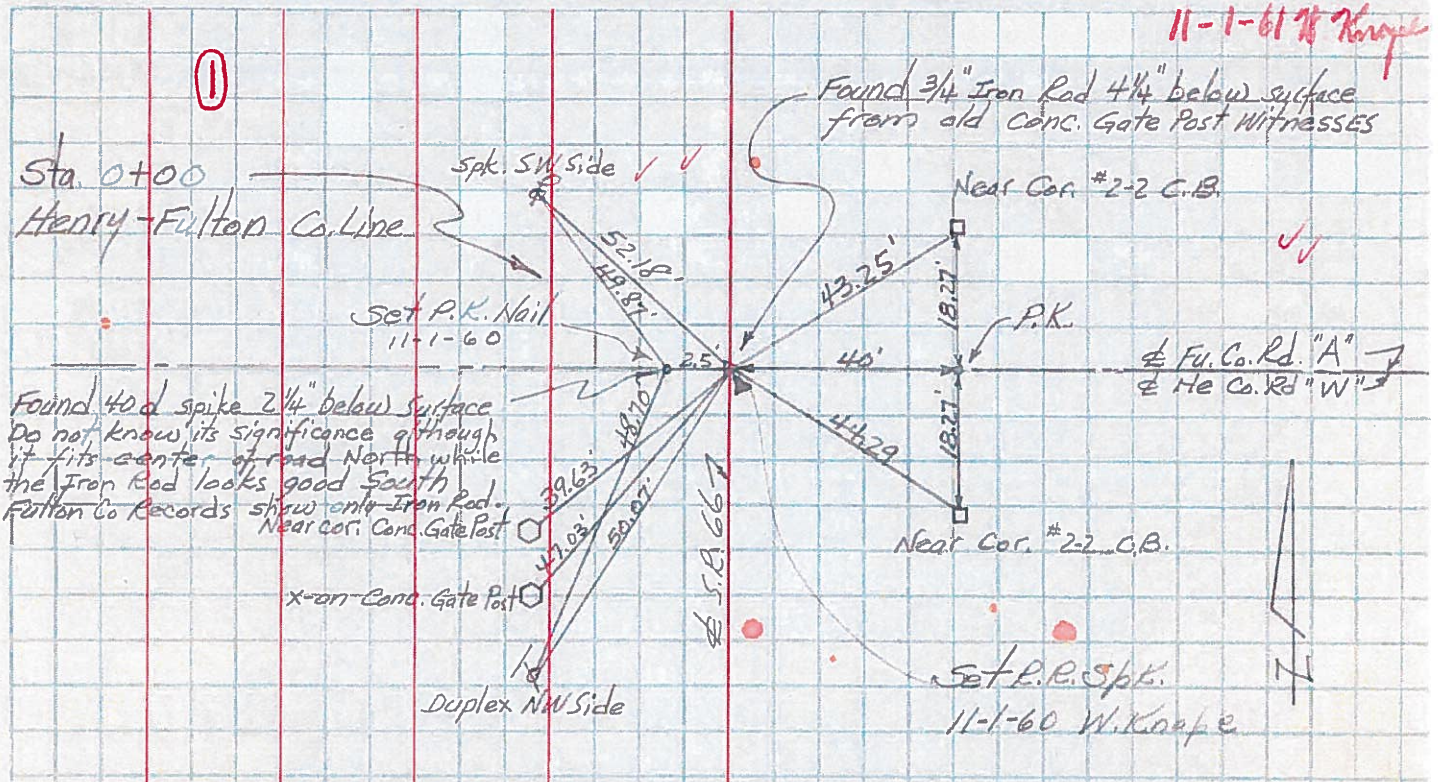 11-1-61 W Knape
1
Found 3/4" Iron Rod 4 1/4" below surface
from old Conc. Gate Post Witnesses
Sta. 0+00
Henry-Fulton Co. Line
Spk. SW Side
Near Cor. #2-2 C.B.
52.18'
49.87'
43.25'
18.27'
Set P.K. Nail
11-1-60
P.K.
2.5'
40'
₵ Fu. Co. Rd. "A"
₵ He Co. Rd "W"
Found 40d spike 2 1/4" below surface
Do not know its significance although
it fits center of road North while
the Iron Rod looks good South
Fulton Co Records show only Iron Rod.
48.70'
44.29
18.27'
39.63'
Near cor. Conc. Gate Post
47.03'
50.07'
Near Cor. #2-2 C.B.
x-on-Conc. Gate Post
₵ S.R. 66
Duplex NW Side
Set R.R. Spk.
11-1-60 W. Knape
N